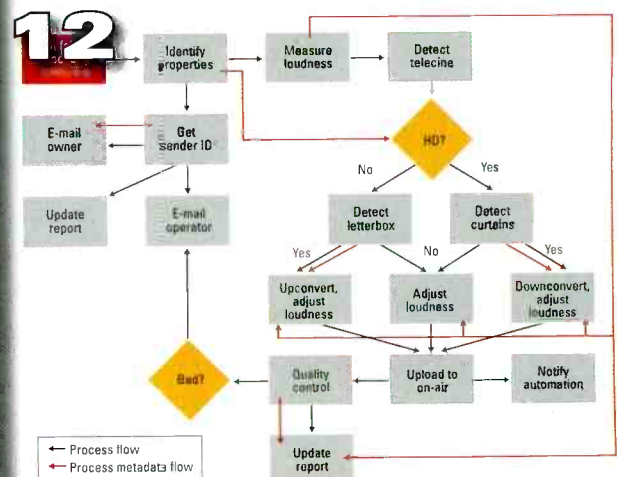 12
Identify
properties
Measure
loudness
Detect
telecine
E-mail
owner
Get
sender ID
HD?
No
Yes
Update
report
E-mail
operator
Detect
letterbox
Detect
curtains
Yes
No
Yes
Upconvert,
adjust
loudness
Adjust
loudness
Downconvert,
adjust
loudness
Bad?
Quality
control
Upload to
on-air
Notify
automation
Update
report
Process flow
Process metadata flow